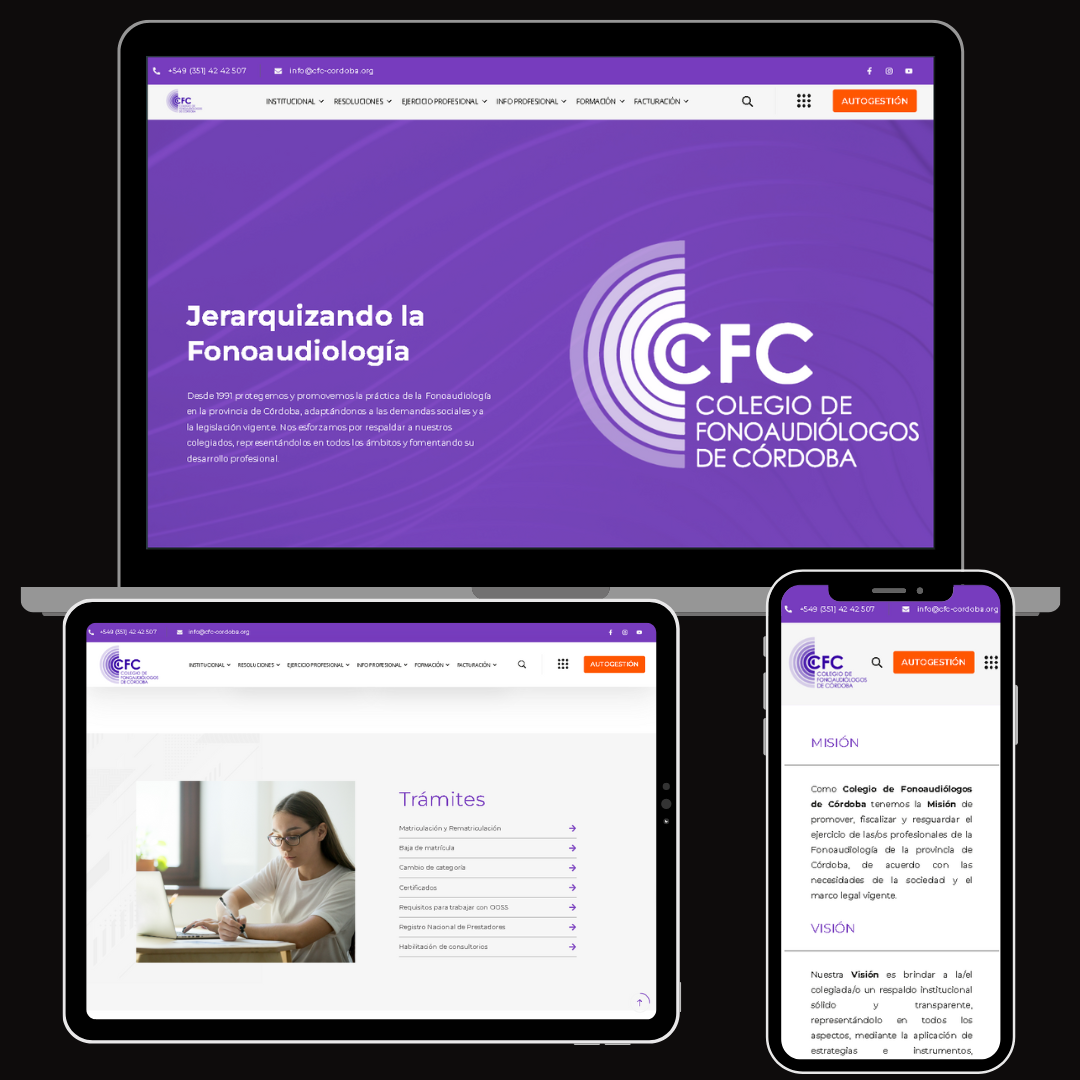 +549 (351) 42 42 507
info@cfc-cordoba.org
CFC
COLEGIO DE
FONOAUDIÓLOGOS
DE CÓRDOBA
INSTITUCIONAL
RESOLUCIONES
EJERCICIO PROFESIONAL
INFO PROFESIONAL
FORMACIÓN
FACTURACIÓN
AUTOGESTIÓN
Jerarquizando la
Fonoaudiología
Desde 1991 protegemos y promovemos la práctica de la Fonoaudiología
en la provincia de Córdoba, adaptándonos a las demandas sociales y a
la legislación vigente. Nos esforzamos por respaldar a nuestros
colegiados, representándolos en todos los ámbitos y fomentando su
desarrollo profesional.
CFC
COLEGIO DE
FONOAUDIÓLOGOS
DE CÓRDOBA
+549 (351) 42 42 507
info@cfc-cordoba.org
CFC
COLEGIO DE
FONOAUDIÓLOGOS
DE CÓRDOBA
INSTITUCIONAL
RESOLUCIONES
EJERCICIO PROFESIONAL
INFO PROFESIONAL
FORMACIÓN
FACTURACIÓN
AUTOGESTIÓN
Trámites
Matriculación y Rematriculación
Baja de matrícula
Cambio de categoría
Certificados
Requisitos para trabajar con OOSS
Registro Nacional de Prestadores
Habilitación de consultorios
+549 (351) 42 42 507
info@cfc-cordoba.org
CFC
COLEGIO DE
FONOAUDIÓLOGOS
DE CÓRDOBA
AUTOGESTIÓN
MISIÓN
Como Colegio de Fonoaudiólogos
de Córdoba tenemos la Misión de
promover, fiscalizar y resguardar el
ejercicio de las/os profesionales de la
Fonoaudiología de la provincia de
Córdoba, de acuerdo con las
necesidades de la sociedad y el
marco legal vigente.
VISIÓN
Nuestra Visión es brindar a la/el
colegiada/o un respaldo institucional
sólido y transparente,
representándolo en todos los
aspectos, mediante la aplicación de
estrategias e instrumentos,